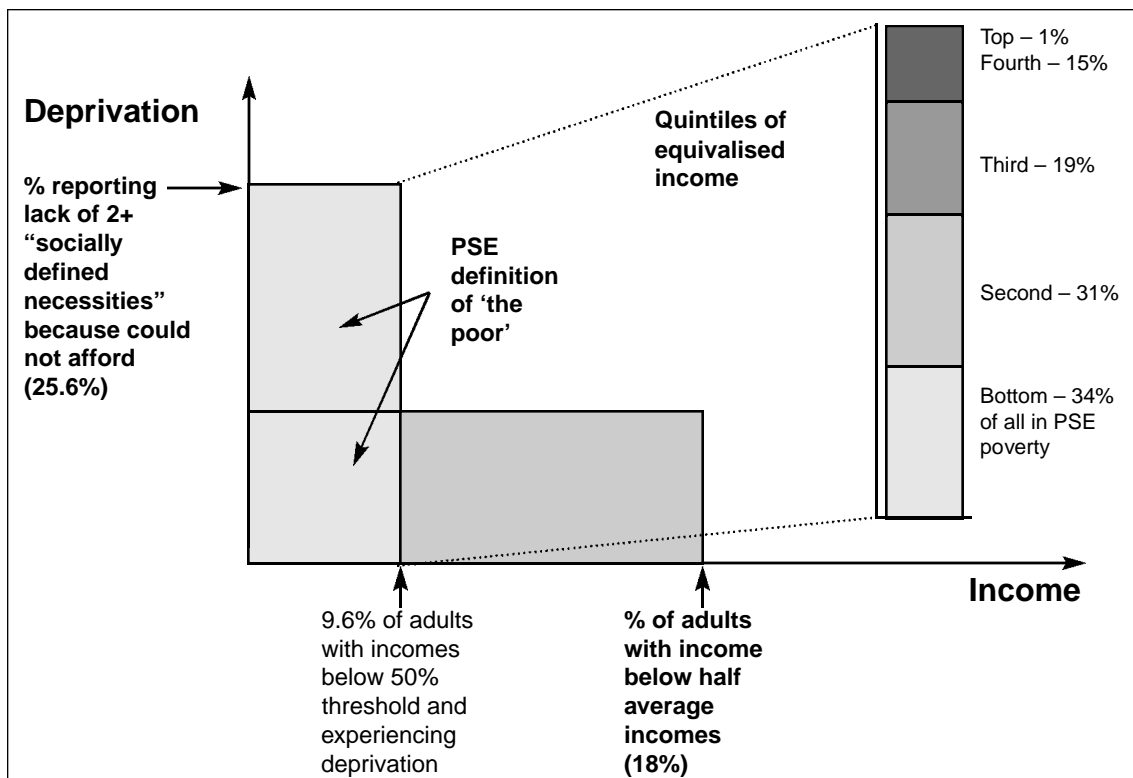 Deprivation
% reporting
lack of 2+
“socially
defined
necessities”
because could
not afford
(25.6%)
PSE
definition
of ‘the
poor’
Quintiles of
equivalised
income
Top – 1%
Fourth – 15%
Third – 19%
Second – 31%
Bottom – 34%
of all in PSE
poverty
Income
9.6% of adults
with incomes
below 50%
threshold and
experiencing
deprivation
% of adults
with income
below half
average
incomes
(18%)